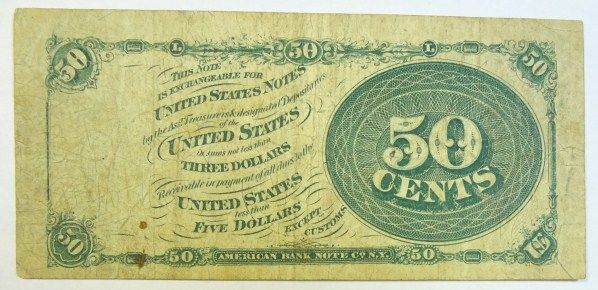 50 L 50 L 50
THIS NOTE
IS EXCHANGEABLE FOR
UNITED STATES NOTES
by the Asst. Treasurers & designated Depositaries
of the
UNITED STATES
In sums not less than
THREE DOLLARS
Receivable in payment of all dues to the
UNITED STATES
less than
FIVE DOLLARS
EXCEPT
CUSTOMS
50
CENTS
50 50 AMERICAN BANK NOTE CO. N.Y. 50